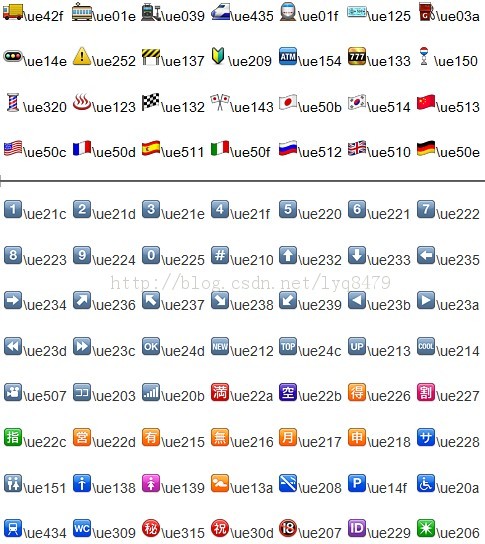 \ue42f \ue01e \ue039 \ue435 \ue01f \ue125 \ue03a
\ue14e \ue252 \ue137 \ue209 ATM \ue154 777 \ue133 \ue150
\ue320 \ue123 \ue132 \ue143 \ue50b \ue514 \ue513
\ue50c \ue50d \ue511 \ue50f \ue512 \ue510 \ue50e
1 \ue21c 2 \ue21d 3 \ue21e 4 \ue21f 5 \ue220 6 \ue221 7 \ue222
8 \ue223 9 \ue224 0 \ue225 # \ue210 \ue232 \ue233 \ue235
http://blog.csdn.net/lyq8479
\ue234 \ue236 \ue237 \ue238 \ue239 \ue23b \ue23a
\ue23d \ue23c OK \ue24d NEW \ue212 TOP \ue24c UP \ue213 COOL \ue214
\ue507 ココ \ue203 \ue20b 満 \ue22a 空 \ue22b 得 \ue226 割 \ue227
指 \ue22c 営 \ue22d 有 \ue215 無 \ue216 月 \ue217 申 \ue218 サ \ue228
\ue151 \ue138 \ue139 \ue13a \ue208 P \ue14f \ue20a
\ue434 WC \ue309 秘 \ue315 祝 \ue30d 18 \ue207 ID \ue229 \ue206